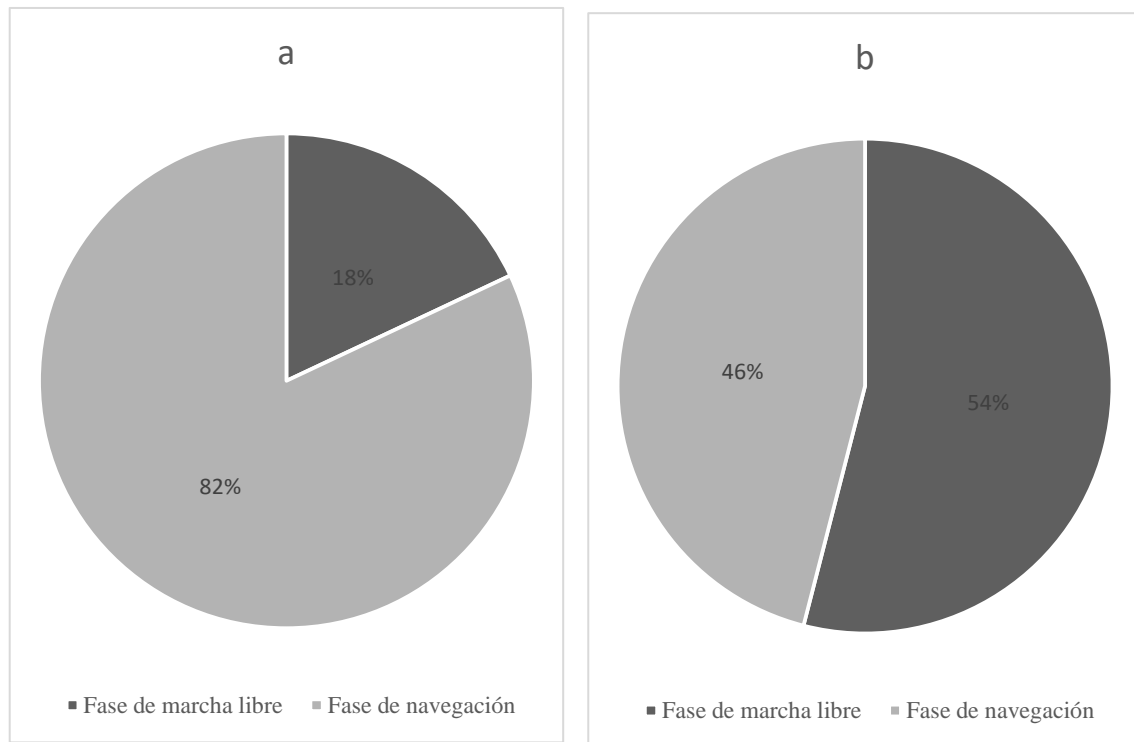 a
18%
82%
Fase de marcha libre
Fase de navegación
b
46%
54%
Fase de marcha libre
Fase de navegación